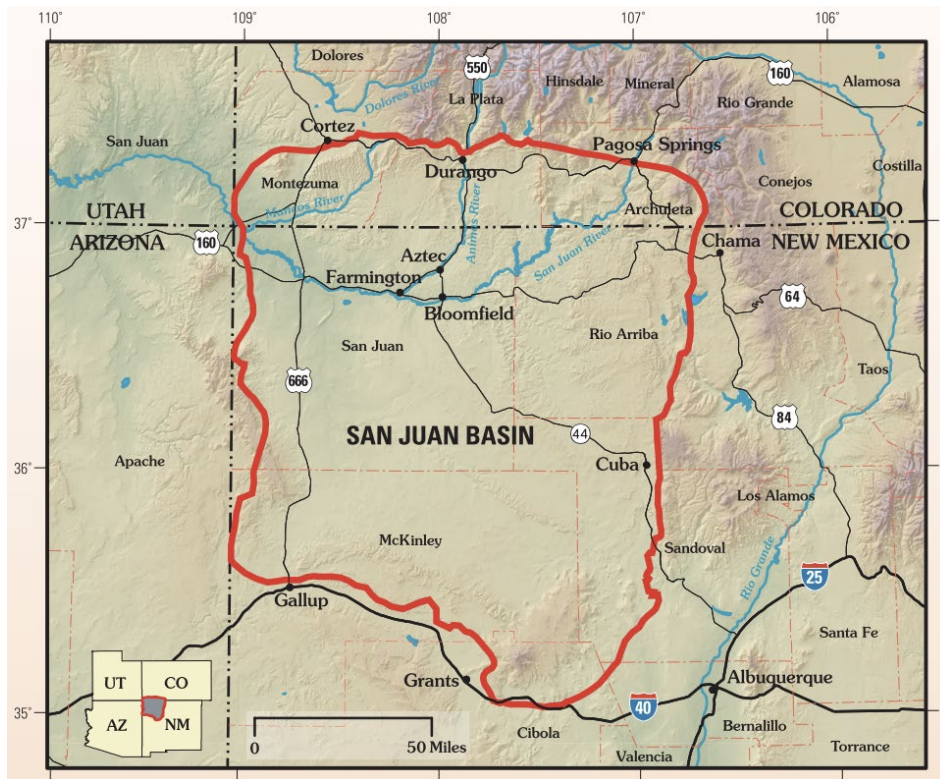 110° 109° 108° 107° 106°
Dolores
550
Hinsdale
Mineral
160
Alamosa
La Plata
Dolores River
Rio Grande
Cortez
San Juan
Pagosa Springs
Durango
Costilla
Montezuma
Conejos
Mancos River
Animas River
Archuleta
UTAH
COLORADO
37°
ARIZONA
160
Chama
NEW MEXICO
San Juan River
Aztec
Farmington
Bloomfield
64
Rio Arriba
San Juan
Taos
666
84
SAN JUAN BASIN
44
Apache
36°
Cuba
Los Alamos
McKinley
Sandoval
Rio Grande
25
Gallup
Santa Fe
UT
CO
Grants
Albuquerque
35°
AZ
NM
40
0
50 Miles
Cibola
Bernalillo
Valencia
Torrance